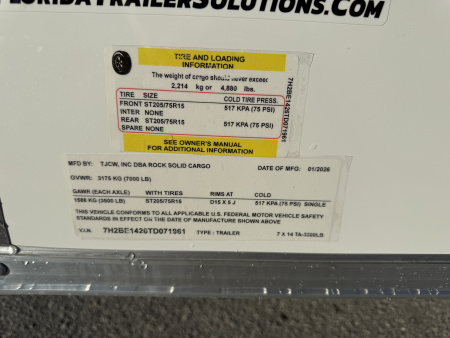 FLORIDATRAILERSOLUTIONS.COM
TIRE AND LOADING
INFORMATION
The weight of cargo should never exceed
2,214 kg or 4,880 lbs.
TIRE SIZE COLD TIRE PRESS.
FRONT ST205/75R15 517 KPA (75 PSI)
INTER NONE
REAR ST205/75R15 517 KPA (75 PSI)
SPARE NONE
SEE OWNER'S MANUAL
FOR ADDITIONAL INFORMATION
7H2BE1426TD071961
MFD BY: TJCW, INC DBA ROCK SOLID CARGO DATE OF MFG: 01/2026
GVWR: 3175 KG (7000 LB)
GAWR (EACH AXLE) WITH TIRES RIMS AT COLD
1588 KG (3500 LB) ST205/75R15 D15 X 5 J 517 KPA (75 PSI) SINGLE
THIS VEHICLE CONFORMS TO ALL APPLICABLE U.S. FEDERAL MOTOR VEHICLE SAFETY
STANDARDS IN EFFECT ON THE DATE OF MANUFACTURE SHOWN ABOVE
V.I.N. 7H2BE1426TD071961 TYPE: TRAILER 7 X 14 TA-3500LB